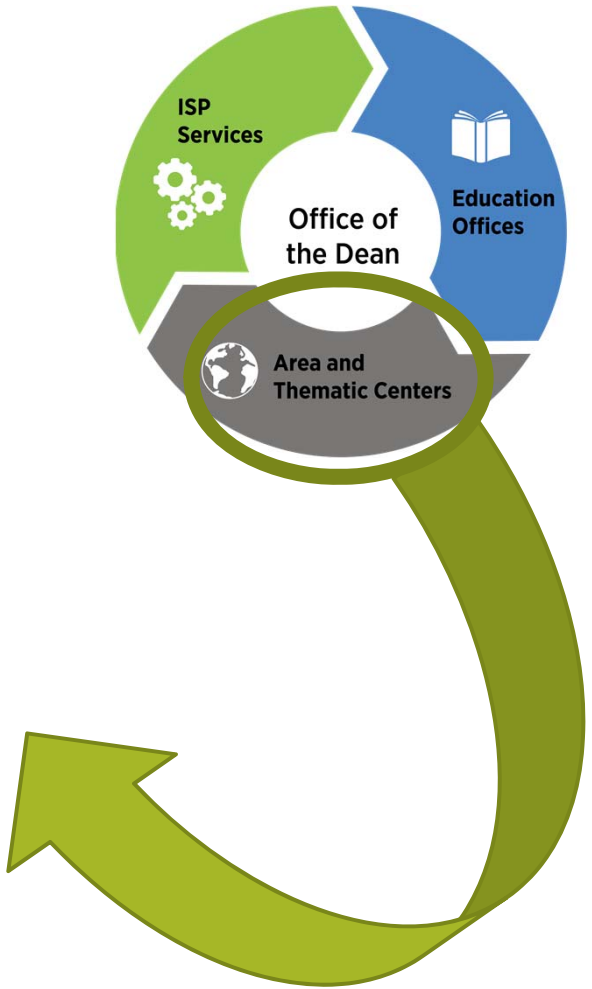 ISP
Services
Education
Offices
Office of
the Dean
Area and
Thematic Centers